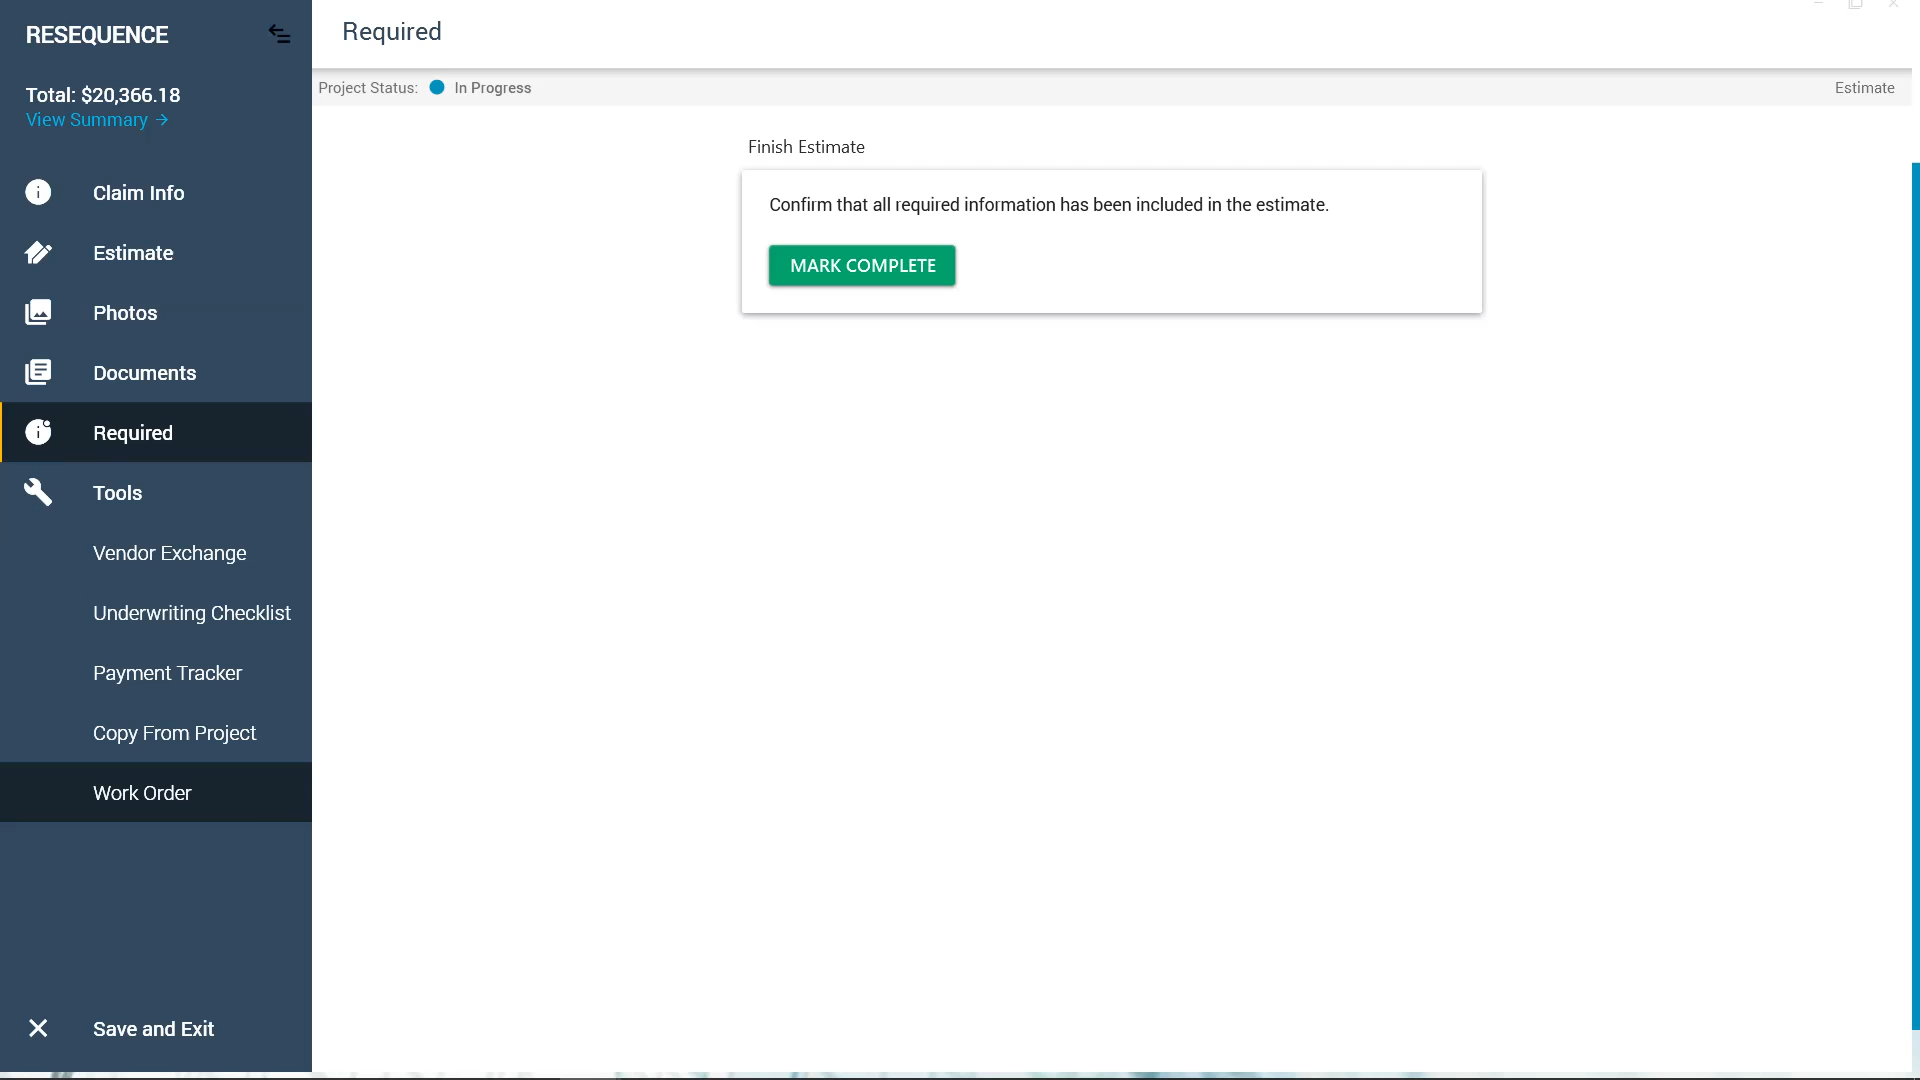 RESEQUENCE
Total: $20,366.18
View Summary →
Claim Info
Estimate
Photos
Documents
Required
Tools
Vendor Exchange
Underwriting Checklist
Payment Tracker
Copy From Project
Work Order
Save and Exit
Required
Project Status: In Progress
Estimate
Finish Estimate
Confirm that all required information has been included in the estimate.
MARK COMPLETE